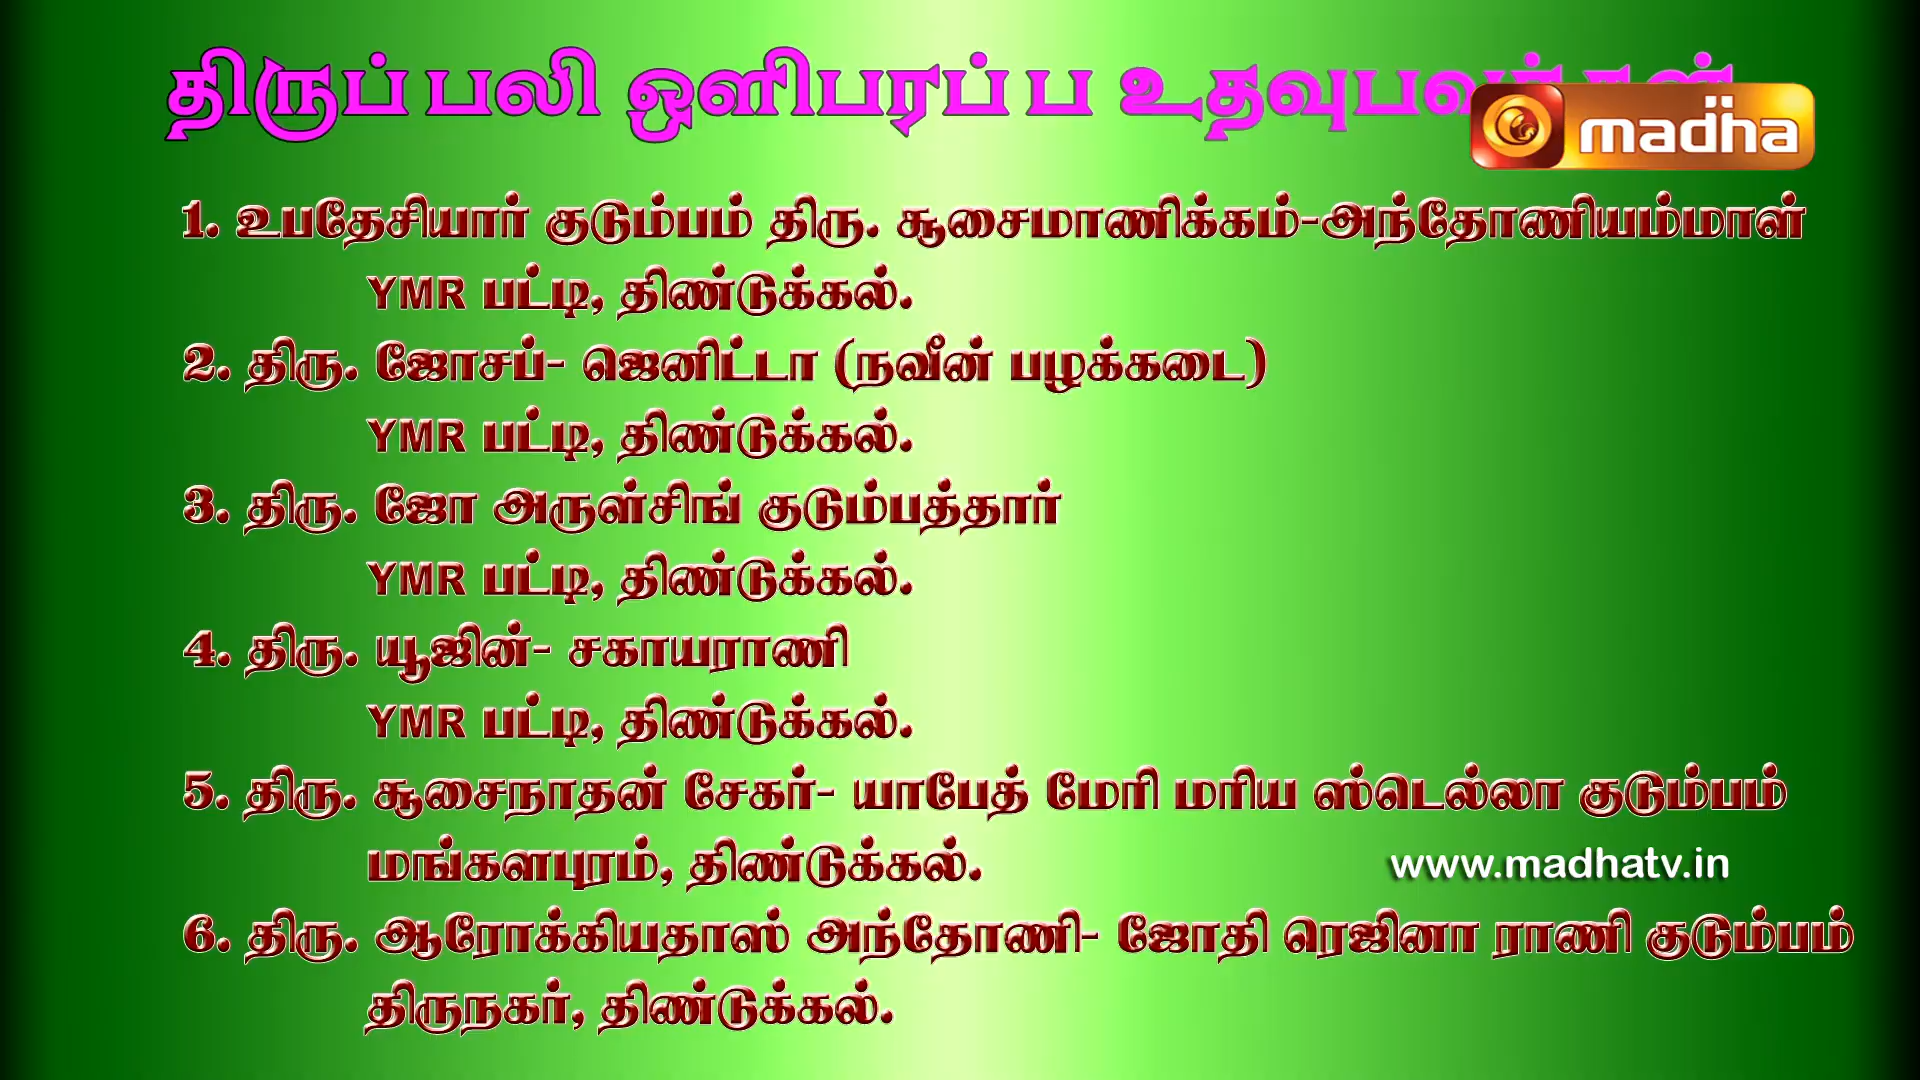 திருப்பலி ஒளிபரப்ப உதவுபவர்கள்
madha
1. உபதேசியார் குடும்பம் திரு. சூசைமாணிக்கம்-அந்தோணியம்மாள்
YMR பட்டி, திண்டுக்கல்.
2. திரு. ஜோசப்- ஜெனிட்டா (நவீன் பழக்கடை)
YMR பட்டி, திண்டுக்கல்.
3. திரு. ஜோ அருள்சிங் குடும்பத்தார்
YMR பட்டி, திண்டுக்கல்.
4. திரு. யூஜின்- சகாயராணி
YMR பட்டி, திண்டுக்கல்.
5. திரு. சூசைநாதன் சேகர்- யாபேத் மேரி மரிய ஸ்டெல்லா குடும்பம்
மங்களபுரம், திண்டுக்கல்.
www.madhatv.in
6. திரு. ஆரோக்கியதாஸ் அந்தோணி- ஜோதி ரெஜினா ராணி குடும்பம்
திருநகர், திண்டுக்கல்.